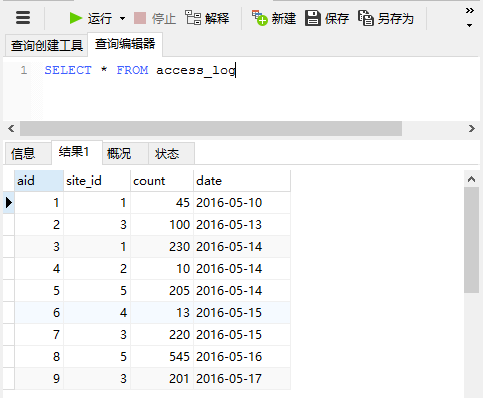 运行 停止 解释 新建 保存 另存为
查询创建工具 查询编辑器
1 SELECT * FROM access_log
信息 结果1 概况 状态
aid site_id count date
1 1 45 2016-05-10
2 3 100 2016-05-13
3 1 230 2016-05-14
4 2 10 2016-05-14
5 5 205 2016-05-14
6 4 13 2016-05-15
7 3 220 2016-05-15
8 5 545 2016-05-16
9 3 201 2016-05-17